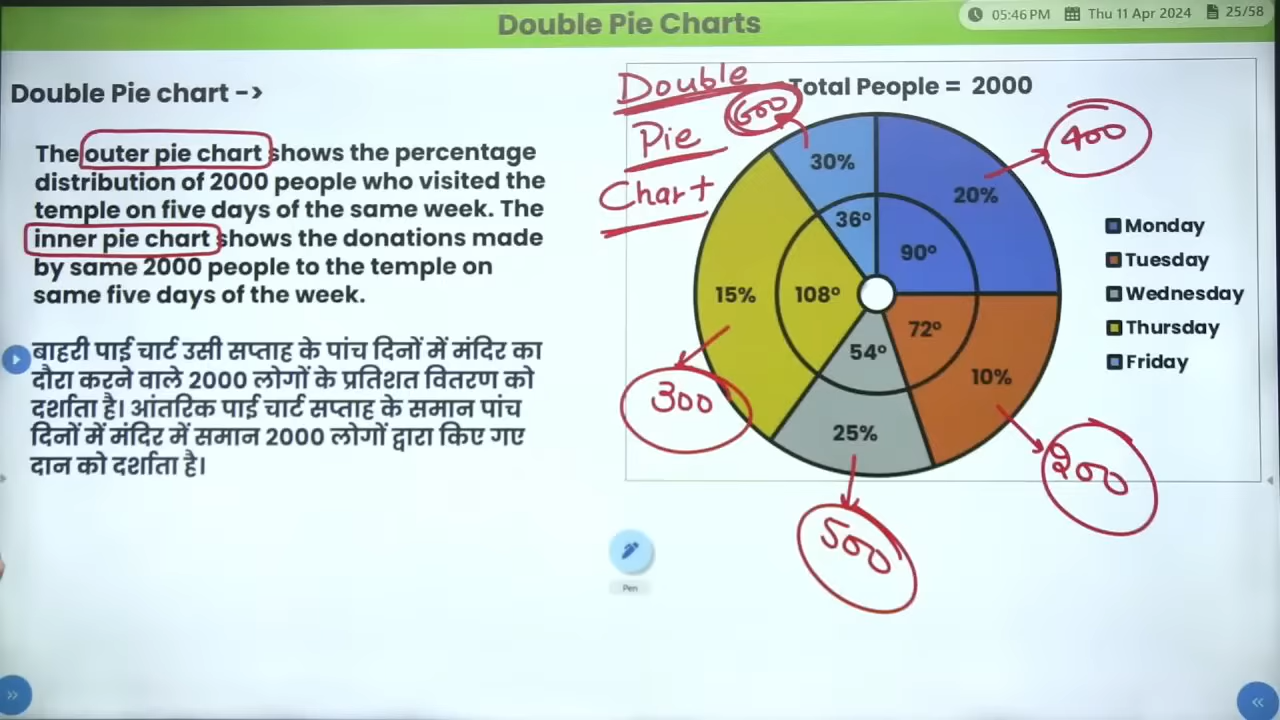 Double Pie Charts
05:46 PM Thu 11 Apr 2024 25/58
Double Pie chart ->
The outer pie chart shows the percentage
distribution of 2000 people who visited the
temple on five days of the same week. The
inner pie chart shows the donations made
by same 2000 people to the temple on
same five days of the week.
बाहरी पाई चार्ट उसी सप्ताह के पांच दिनों में मंदिर का
दौरा करने वाले 2000 लोगों के प्रतिशत वितरण को
दर्शाता है। आंतरिक पाई चार्ट सप्ताह के समान पांच
दिनों में मंदिर में समान 2000 लोगों द्वारा किए गए
दान को दर्शाता है।
Double
Pie
Chart
Total People = 2000
600
400
30%
20%
36°
90°
15%
108°
72°
54°
10%
25%
300
200
500
Monday
Tuesday
Wednesday
Thursday
Friday
Pen